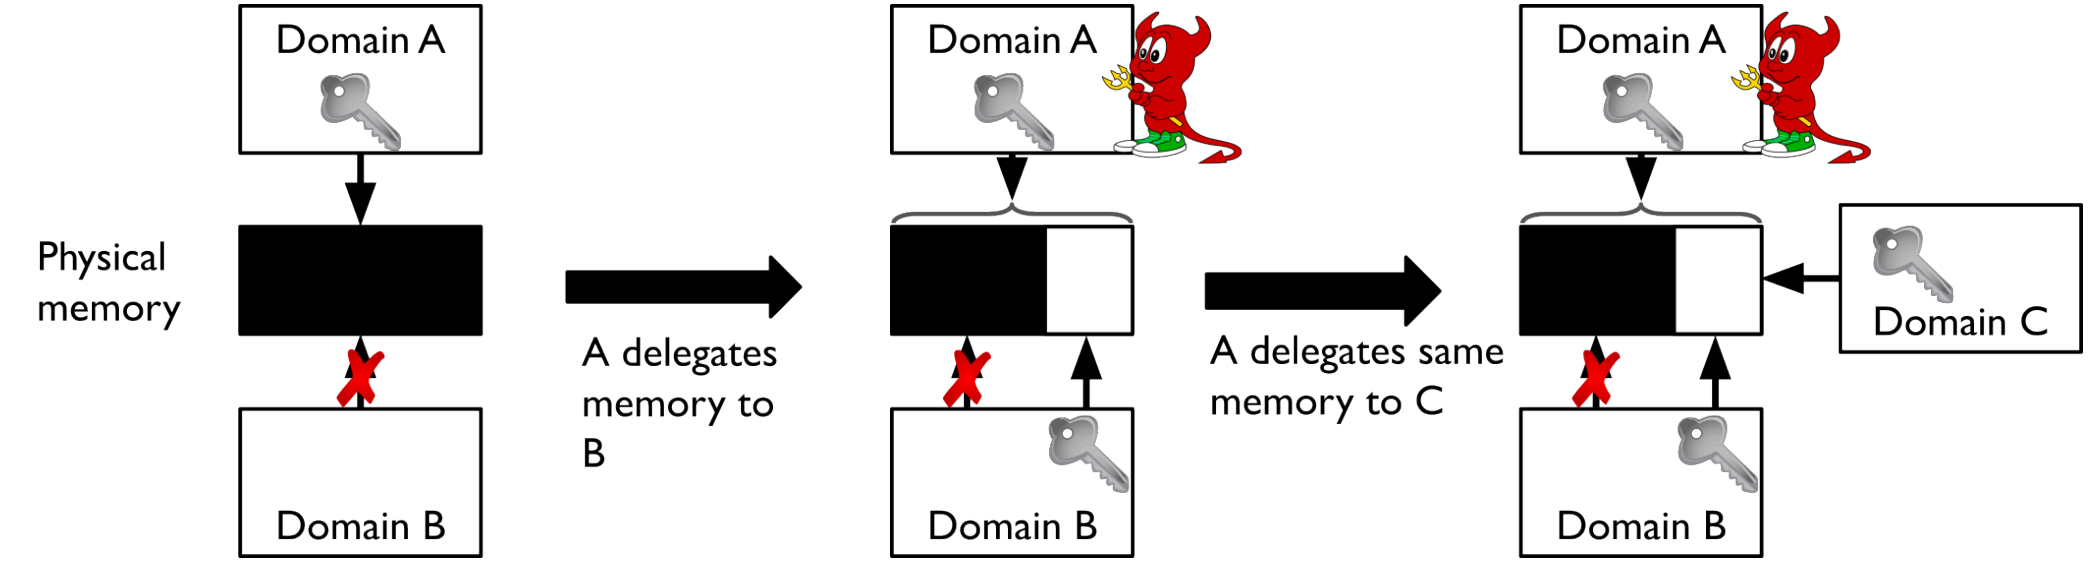 Domain A
Domain A
Domain A
Physical
memory
A delegates
memory to
B
A delegates same
memory to C
Domain C
Domain B
Domain B
Domain B